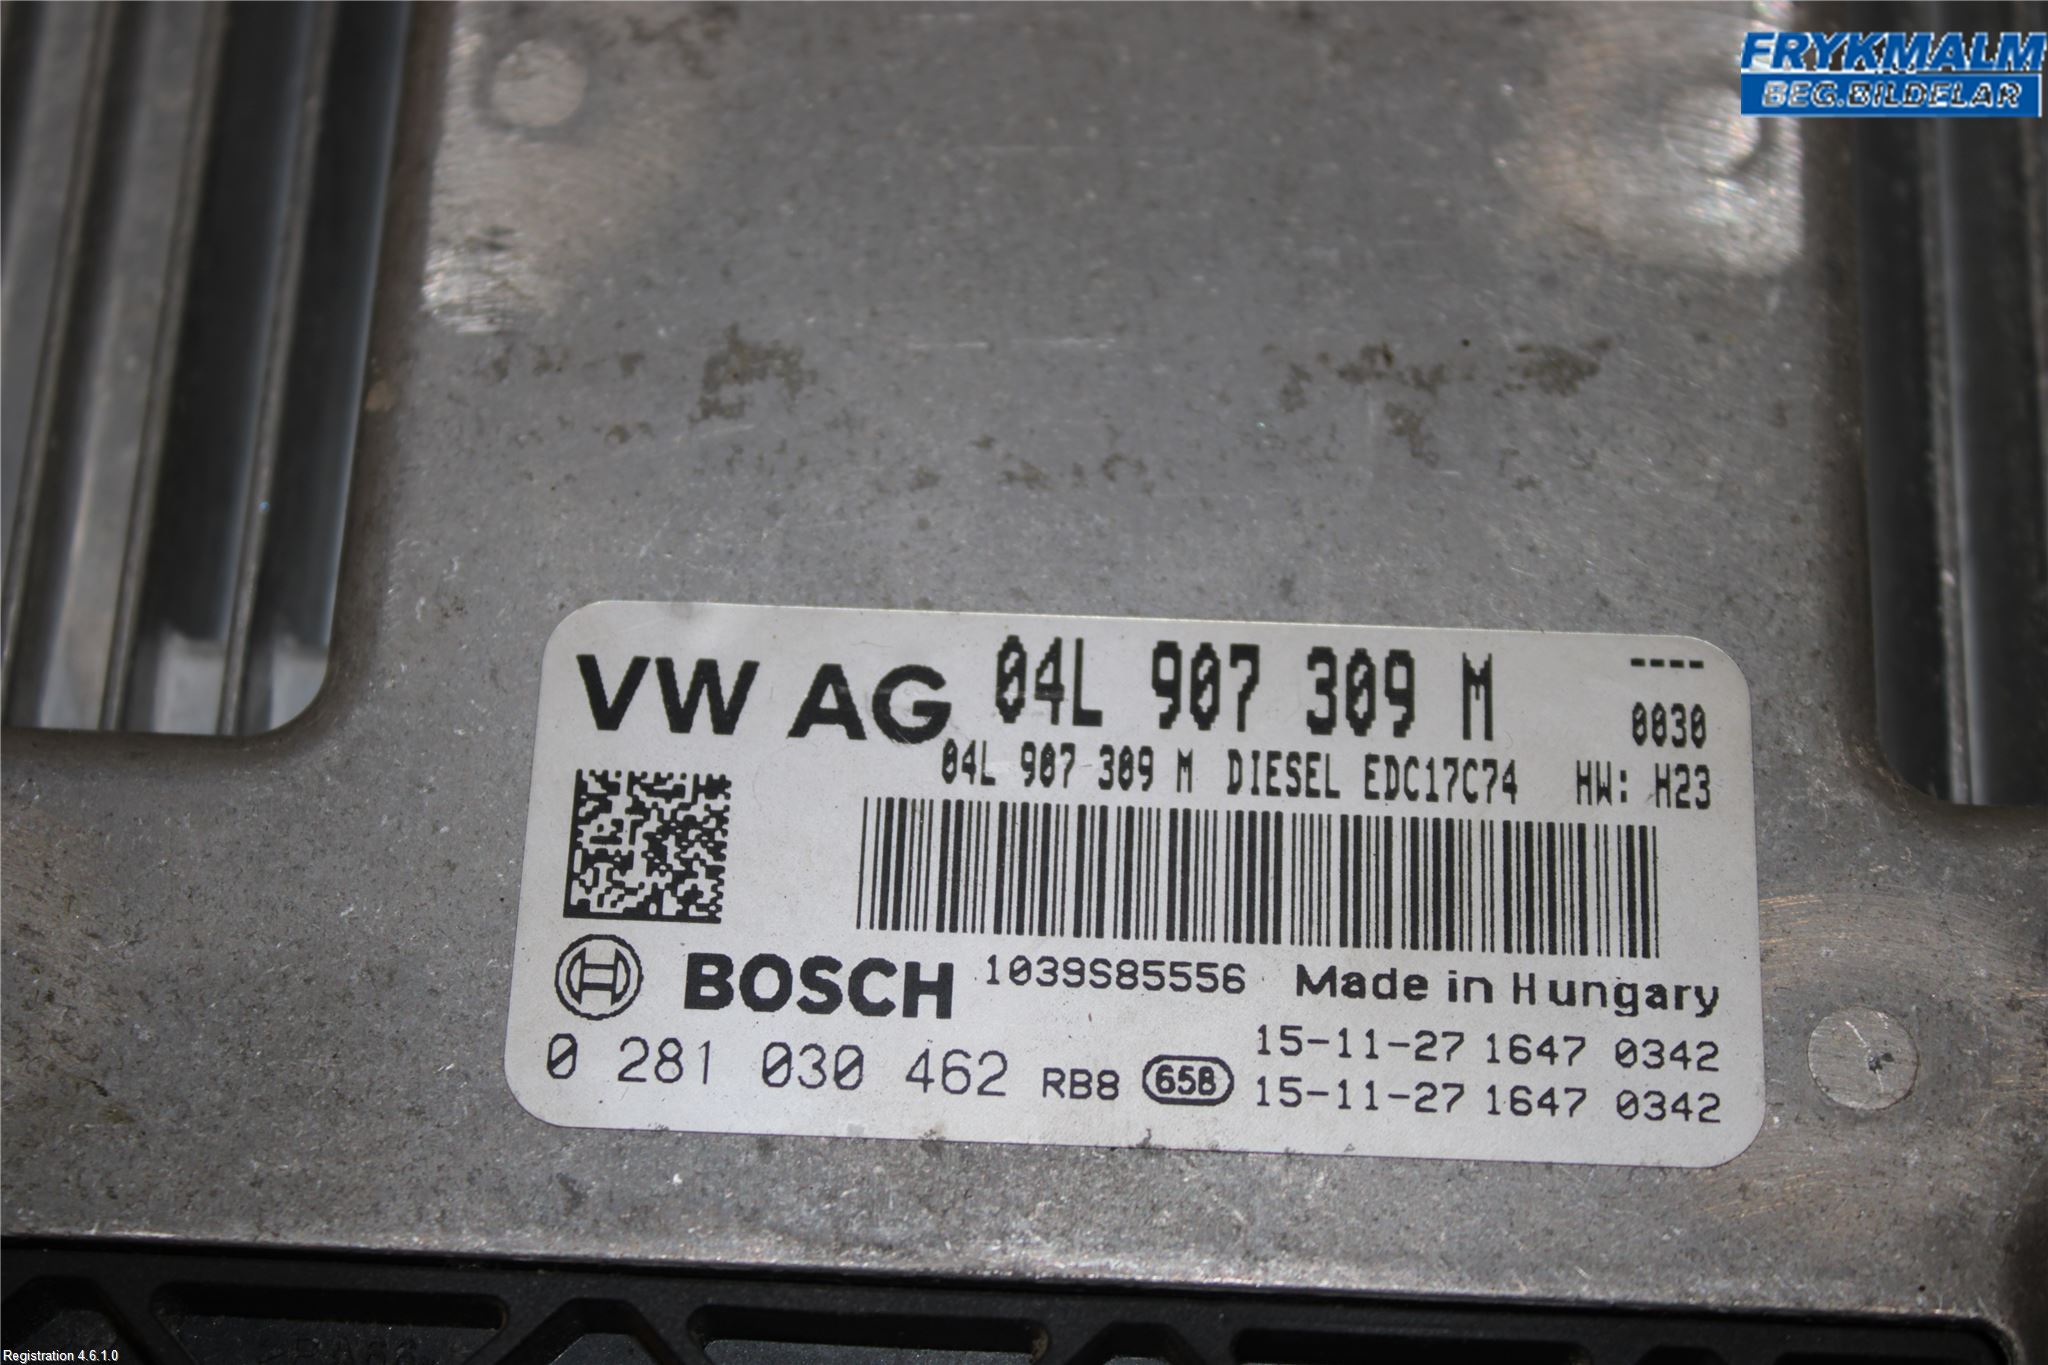 FRYKMALM
BEG.BILDELAR
VW AG 04L 907 309 M ----
0030
04L 907 309 M DIESEL EDC17C74 HW: H23
BOSCH 1039S85556 Made in Hungary
0 281 030 462 RB8 65B 15-11-27 1647 0342
15-11-27 1647 0342
Registration 4.6.1.0